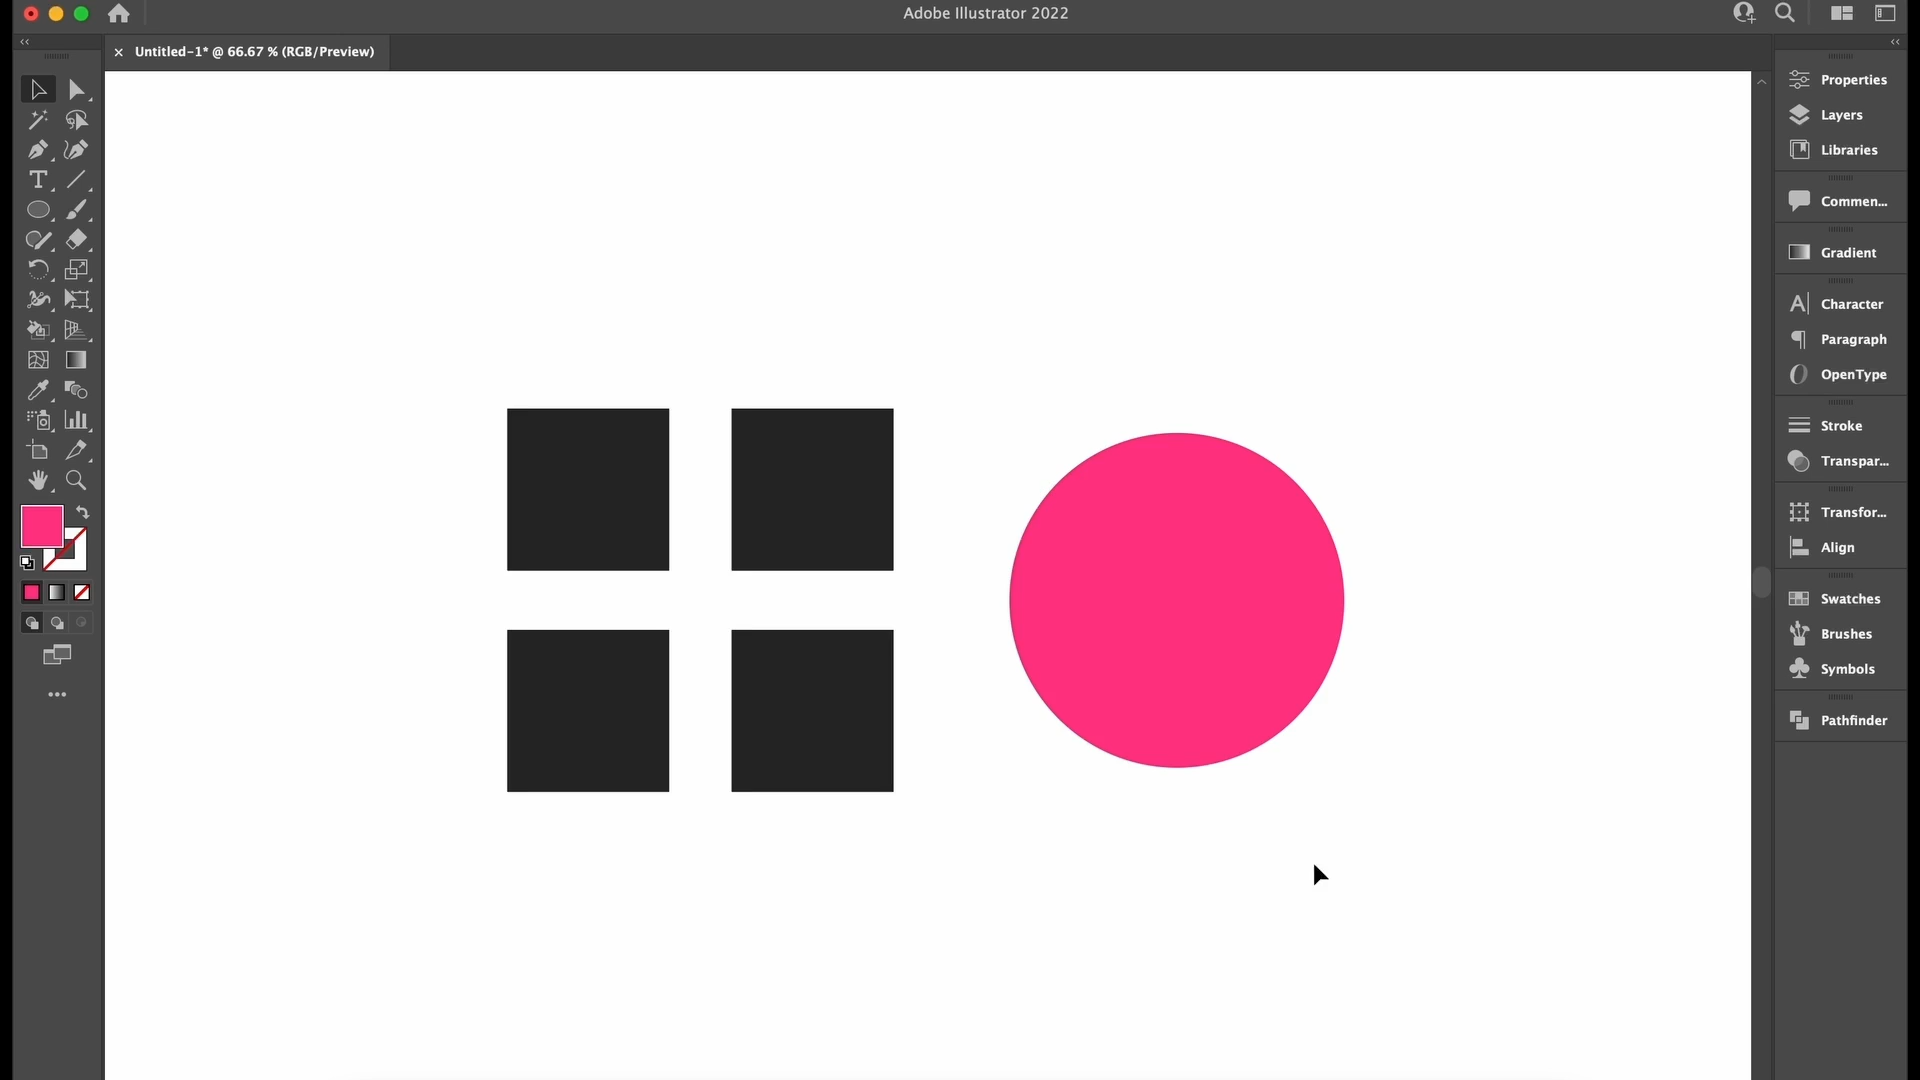 Adobe Illustrator 2022
Untitled-1* @ 66.67 % (RGB/Preview)
Properties
Layers
Libraries
Commen...
Gradient
Character
Paragraph
OpenType
Stroke
Transpar...
Transfor...
Align
Swatches
Brushes
Symbols
Pathfinder